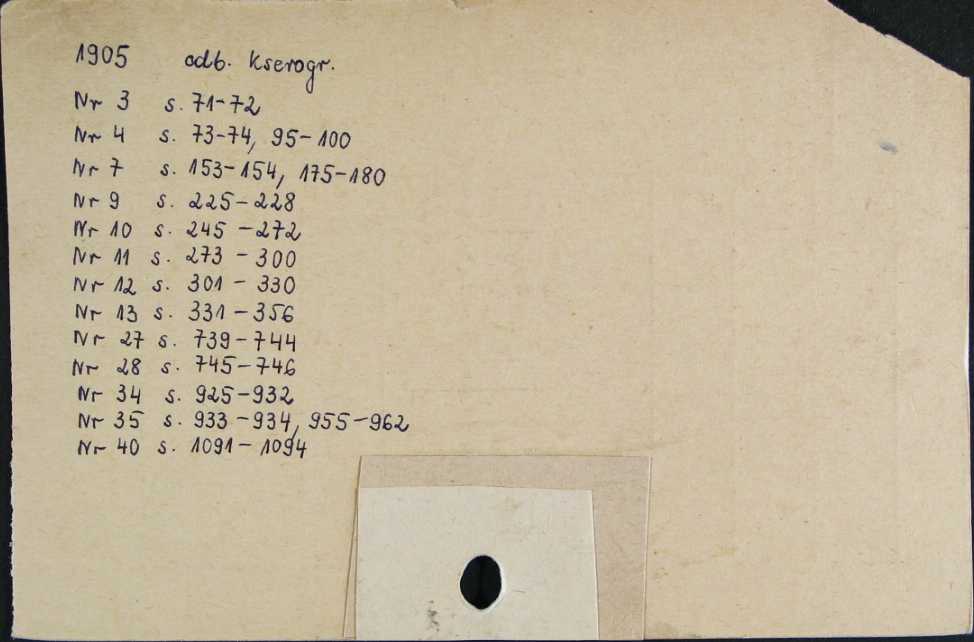 1905 odb. kserogr.
Nr 3 s. 71-72
Nr 4 s. 73-74, 95-100
Nr 7 s. 153-154, 175-180
Nr 9 s. 225-228
Nr 10 s. 245-272
Nr 11 s. 273-300
Nr 12 s. 301-330
Nr 13 s. 331-356
Nr 27 s. 739-744
Nr 28 s. 745-746
Nr 34 s. 925-932
Nr 35 s. 933-934, 955-962
Nr 40 s. 1091-1094